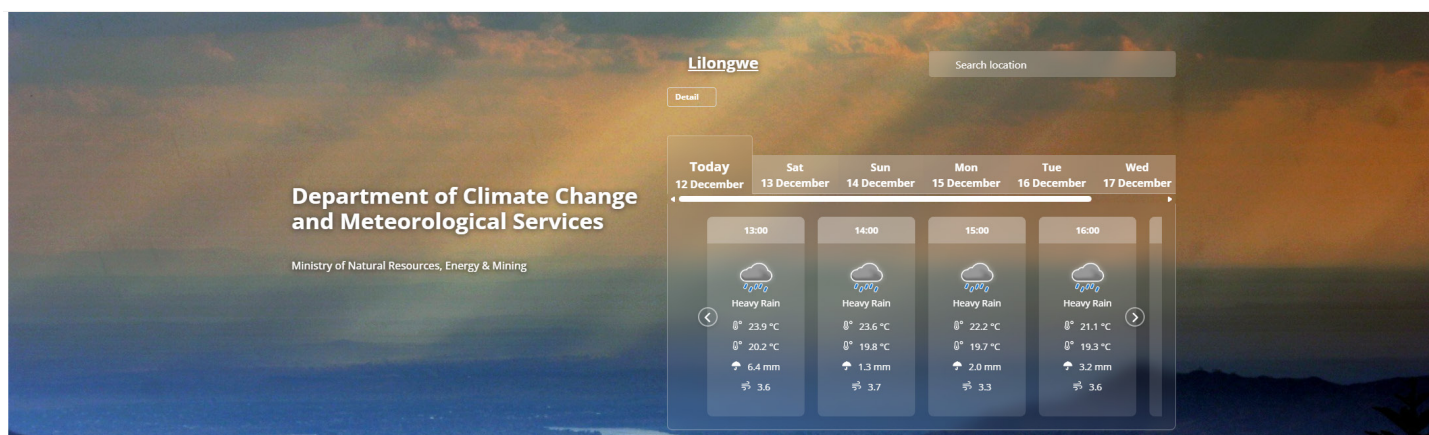 Lilongwe
Search location
Detail
Department of Climate Change
and Meteorological Services
Ministry of Natural Resources, Energy & Mining
Today
12 December
Sat
13 December
Sun
14 December
Mon
15 December
Tue
16 December
Wed
17 December
13:00
Heavy Rain
23.9 °C
20.2 °C
6.4 mm
3.6
14:00
Heavy Rain
23.6 °C
19.8 °C
1.3 mm
3.7
15:00
Heavy Rain
22.2 °C
19.7 °C
2.0 mm
3.3
16:00
Heavy Rain
21.1 °C
19.3 °C
3.2 mm
3.6